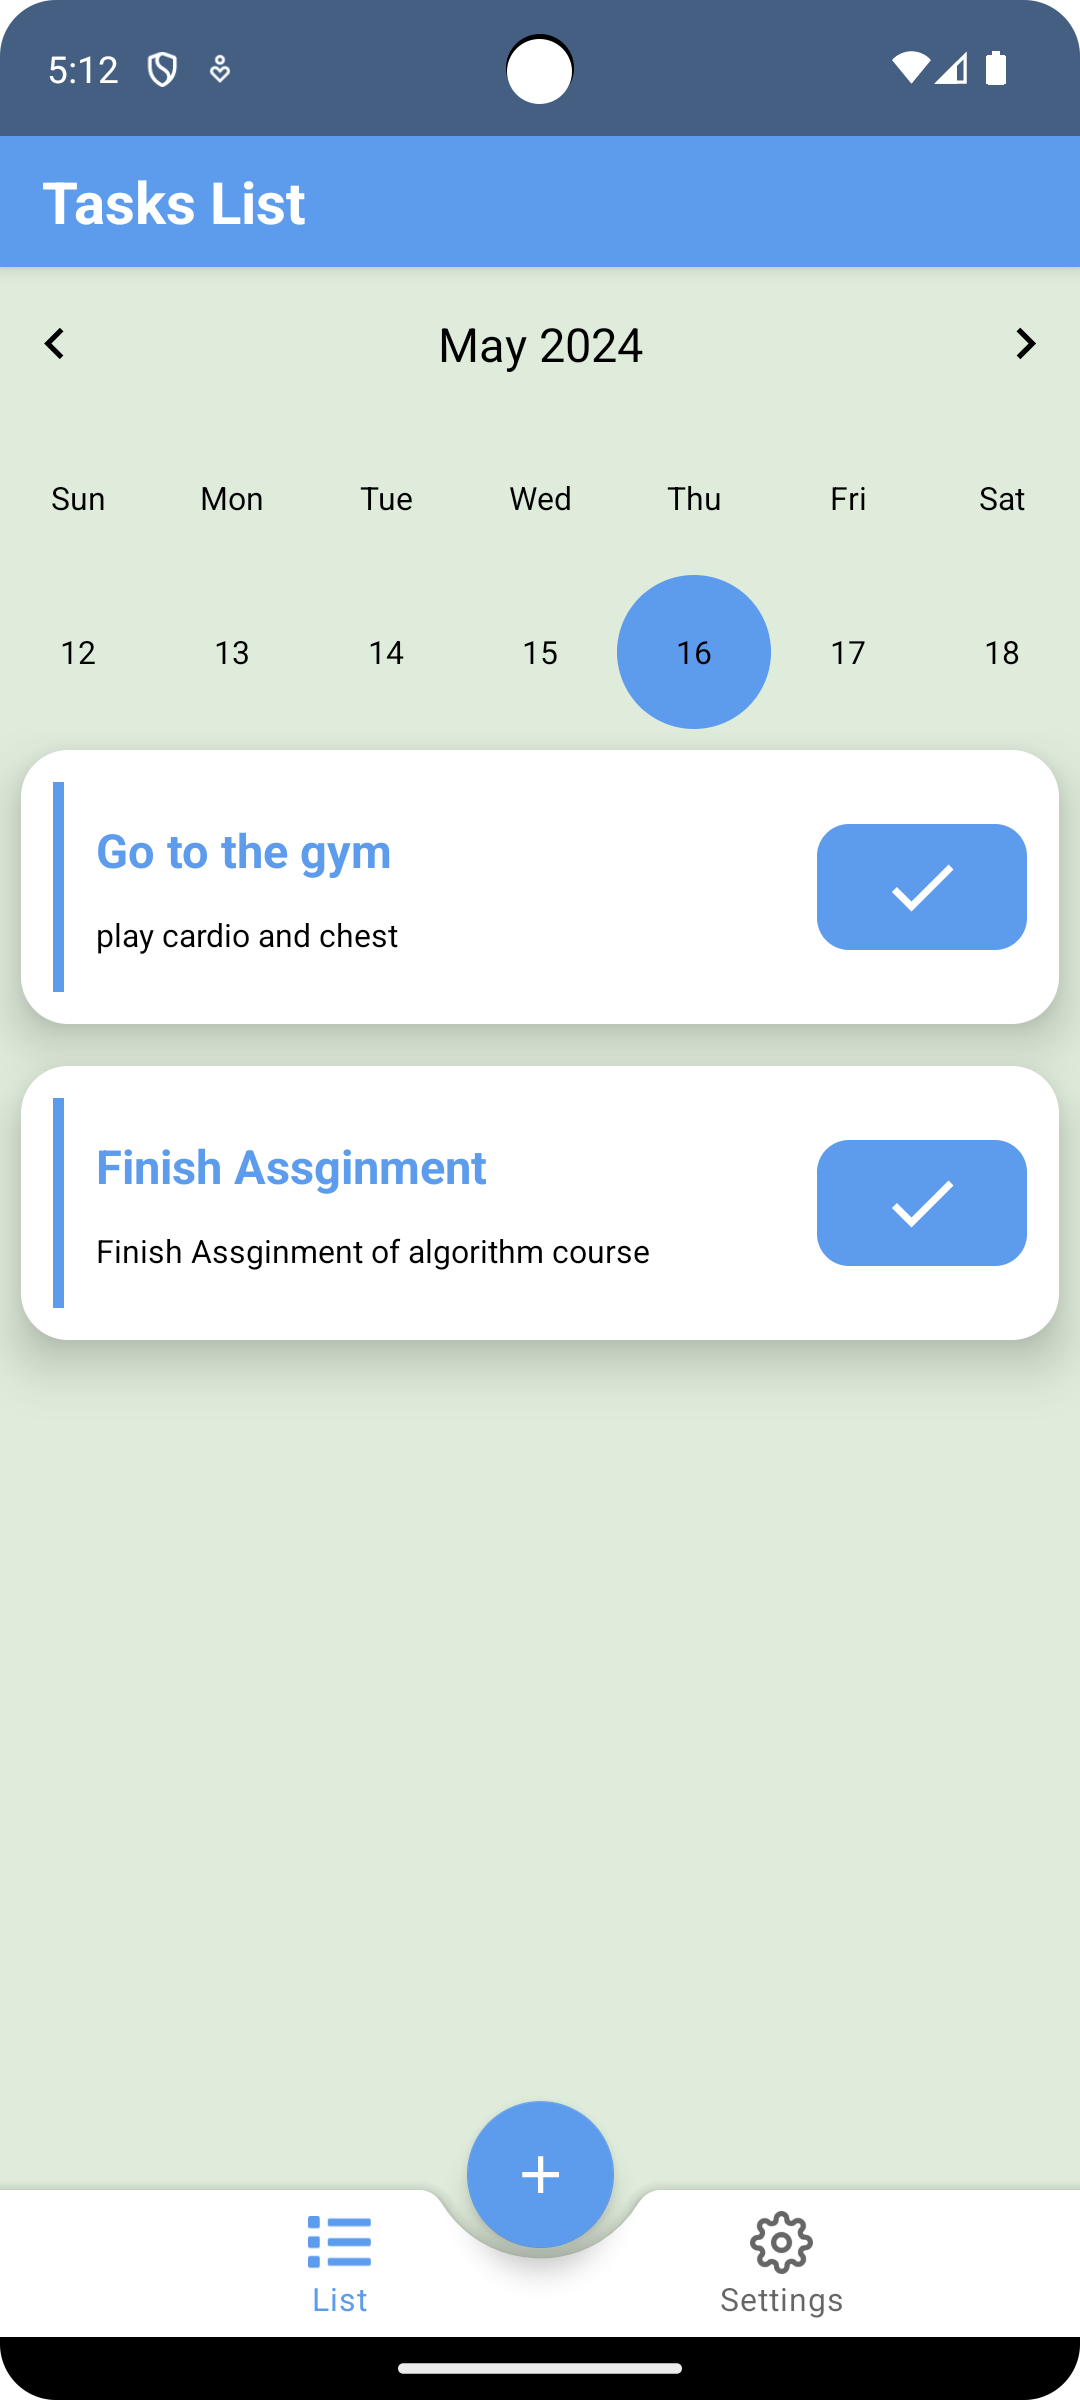 5:12
Tasks List
May 2024
Sun Mon Tue Wed Thu Fri Sat
12 13 14 15 16 17 18
Go to the gym
play cardio and chest
Finish Assginment
Finish Assginment of algorithm course
List Settings